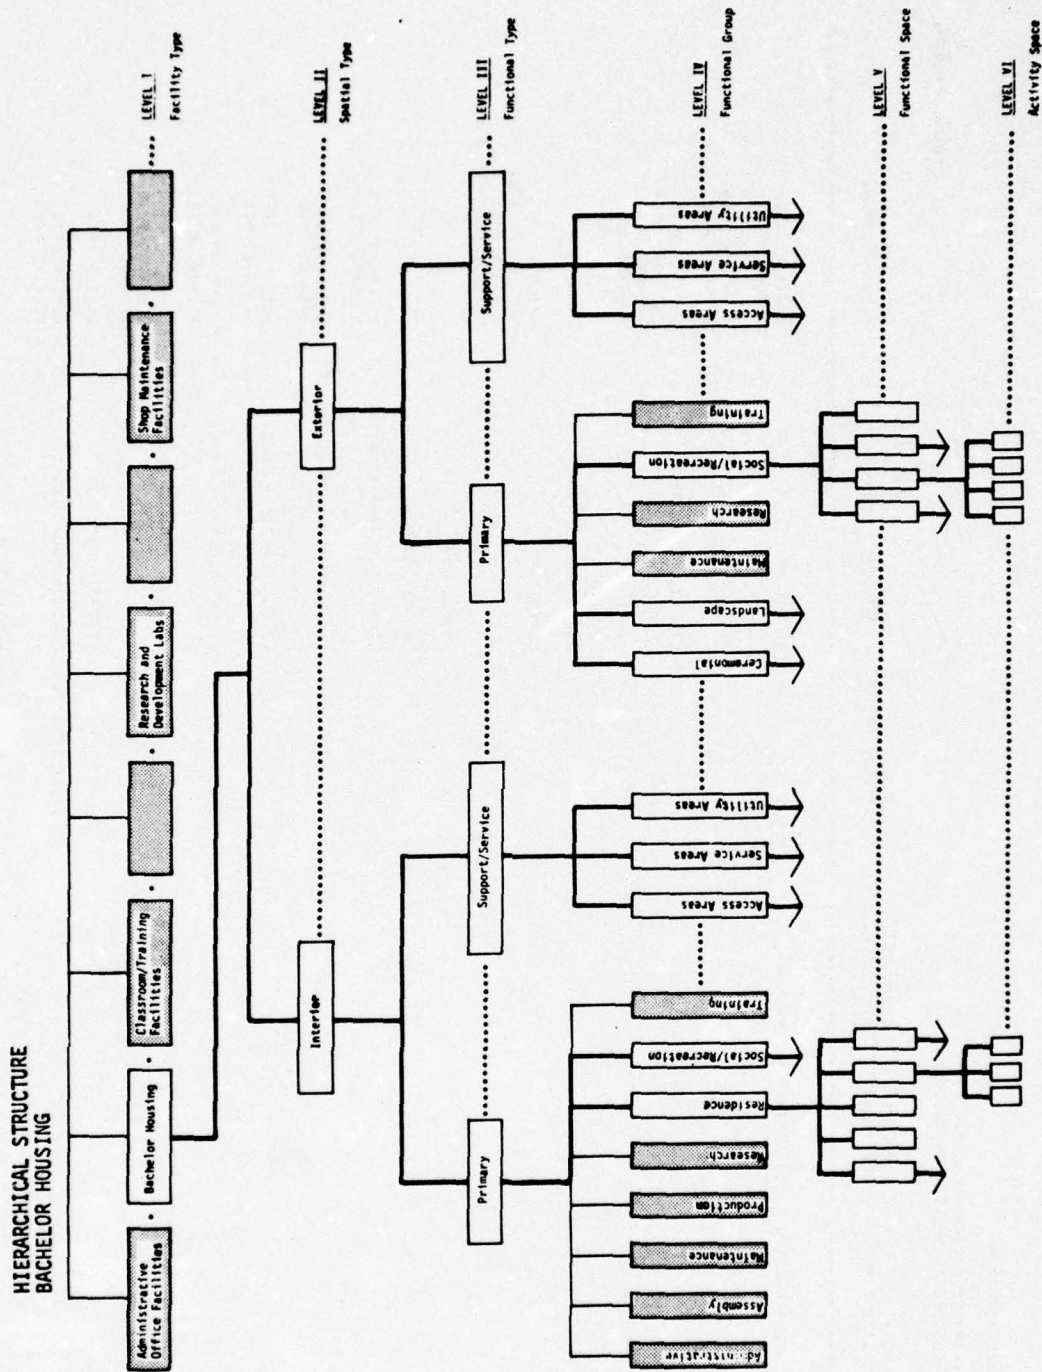 HIERARCHICAL STRUCTURE
BACHELOR HOUSING
Administrative
Office Facilities
Bachelor Housing
Classroom/Training
Facilities
Research and
Development Labs
Shop Maintenance
Facilities
LEVEL I
Facility Type
Interior
Exterior
LEVEL II
Spatial Type
Primary
Support/Service
Primary
Support/Service
LEVEL III
Functional Type
Administrative
Assembly
Maintenance
Production
Research
Residence
Social/Recreation
Training
Access Areas
Service Areas
Utility Areas
Ceremonial
Landscape
Maintenance
Research
Social/Recreation
Training
Access Areas
Service Areas
Utility Areas
LEVEL IV
Functional Group
LEVEL V
Functional Space
LEVEL VI
Activity Space